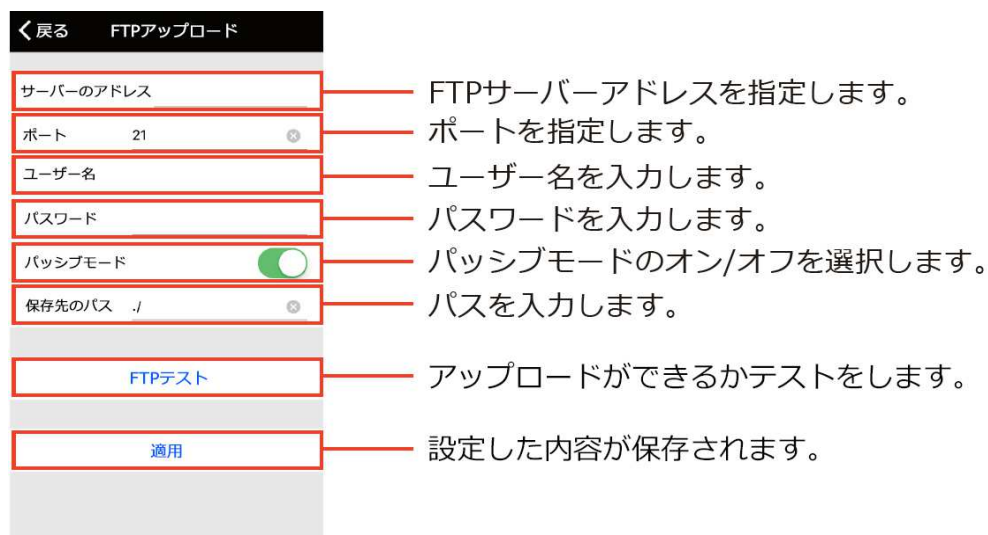 戻る FTPアップロード
サーバーのアドレス FTPサーバーアドレスを指定します。
ポート 21 ポートを指定します。
ユーザー名 ユーザー名を入力します。
パスワード パスワードを入力します。
パッシブモード パッシブモードのオン/オフを選択します。
保存先のパス ./ パスを入力します。
FTPテスト アップロードができるかテストをします。
適用 設定した内容が保存されます。